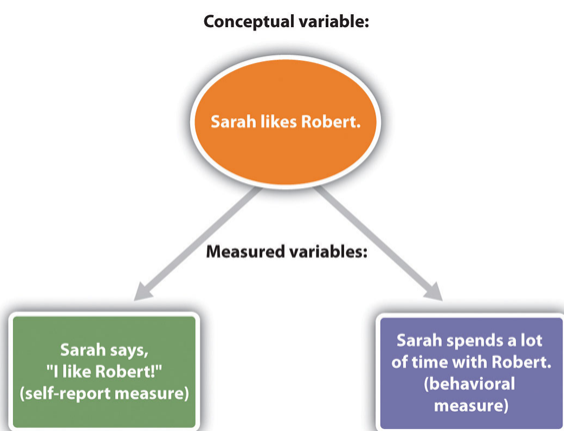 Conceptual variable:
Sarah likes Robert.
Measured variables:
Sarah says,
"I like Robert!"
(self-report measure)
Sarah spends a lot
of time with Robert.
(behavioral
measure)